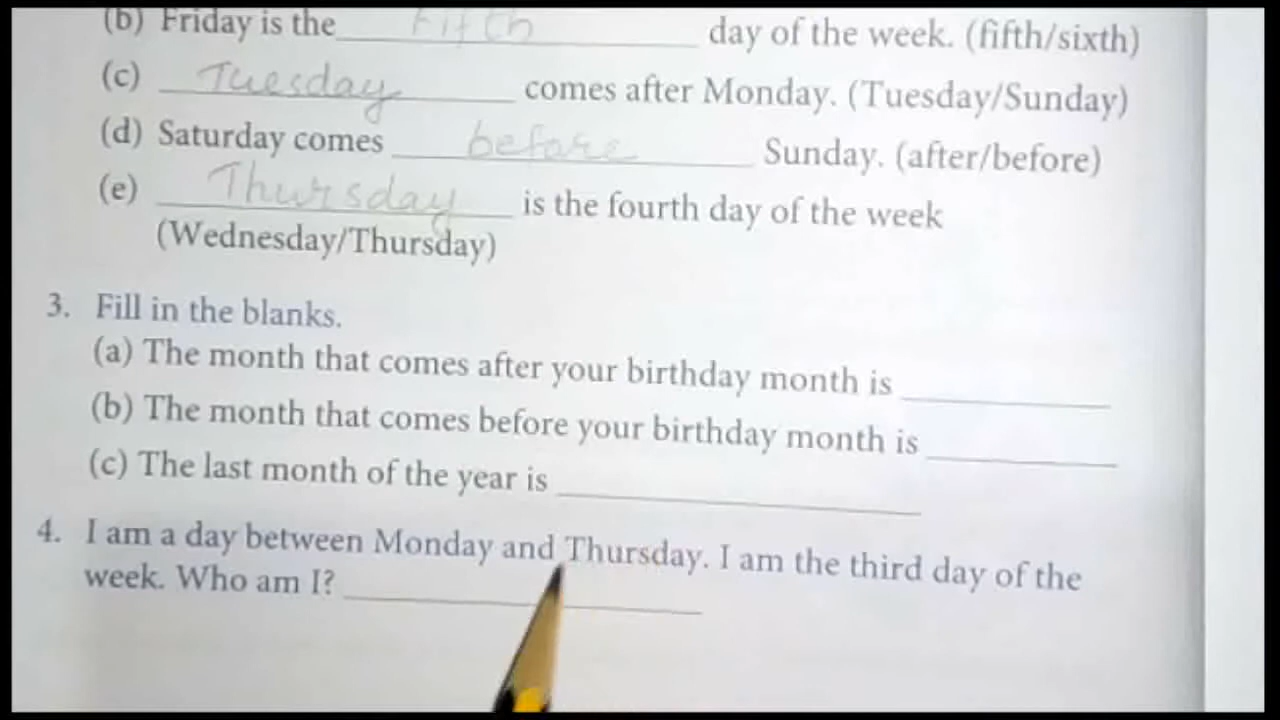 (b) Friday is the Fifth day of the week. (fifth/sixth)
(c) Tuesday comes after Monday. (Tuesday/Sunday)
(d) Saturday comes before Sunday. (after/before)
(e) Thursday is the fourth day of the week
(Wednesday/Thursday)
3. Fill in the blanks.
(a) The month that comes after your birthday month is
(b) The month that comes before your birthday month is
(c) The last month of the year is
4. I am a day between Monday and Thursday. I am the third day of the
week. Who am I?